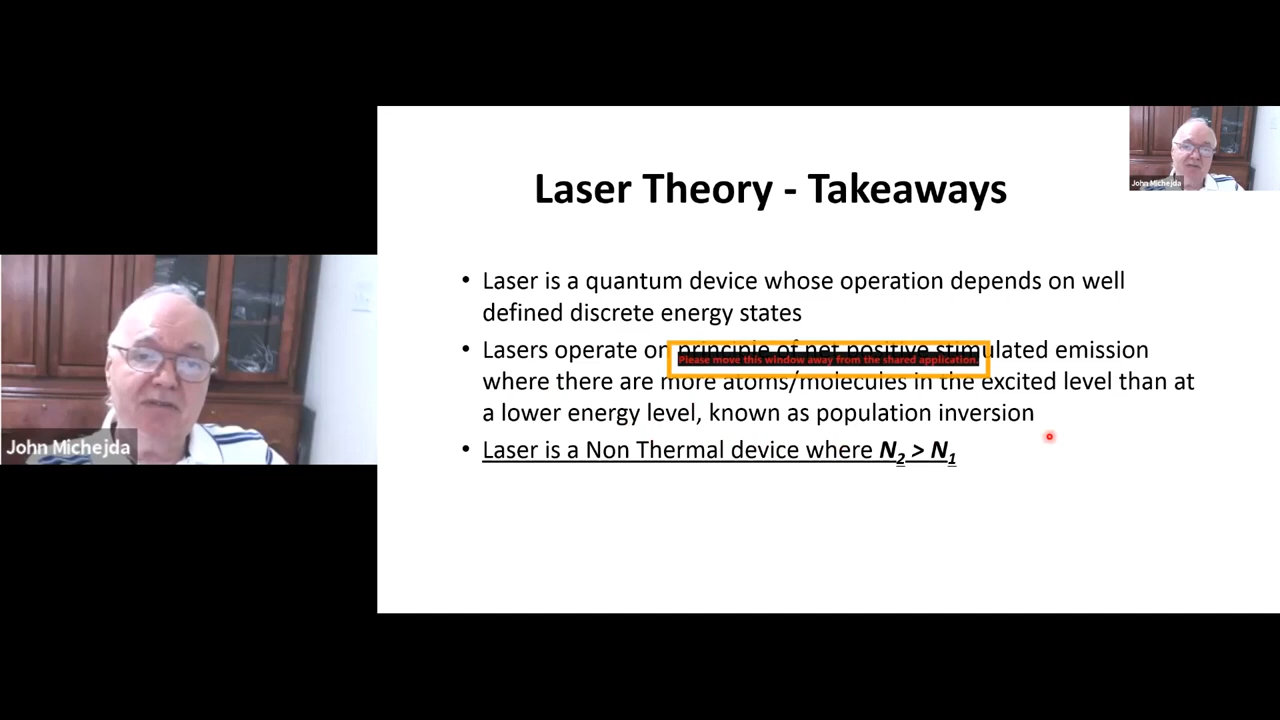 John Michejda
Laser Theory - Takeaways
Laser is a quantum device whose operation depends on well
defined discrete energy states
Lasers operate on principle of net positive stimulated emission
Please move this window away from the shared application.
where there are more atoms/molecules in the excited level than at
a lower energy level, known as population inversion
Laser is a Non Thermal device where N2 > N1
John Michejda